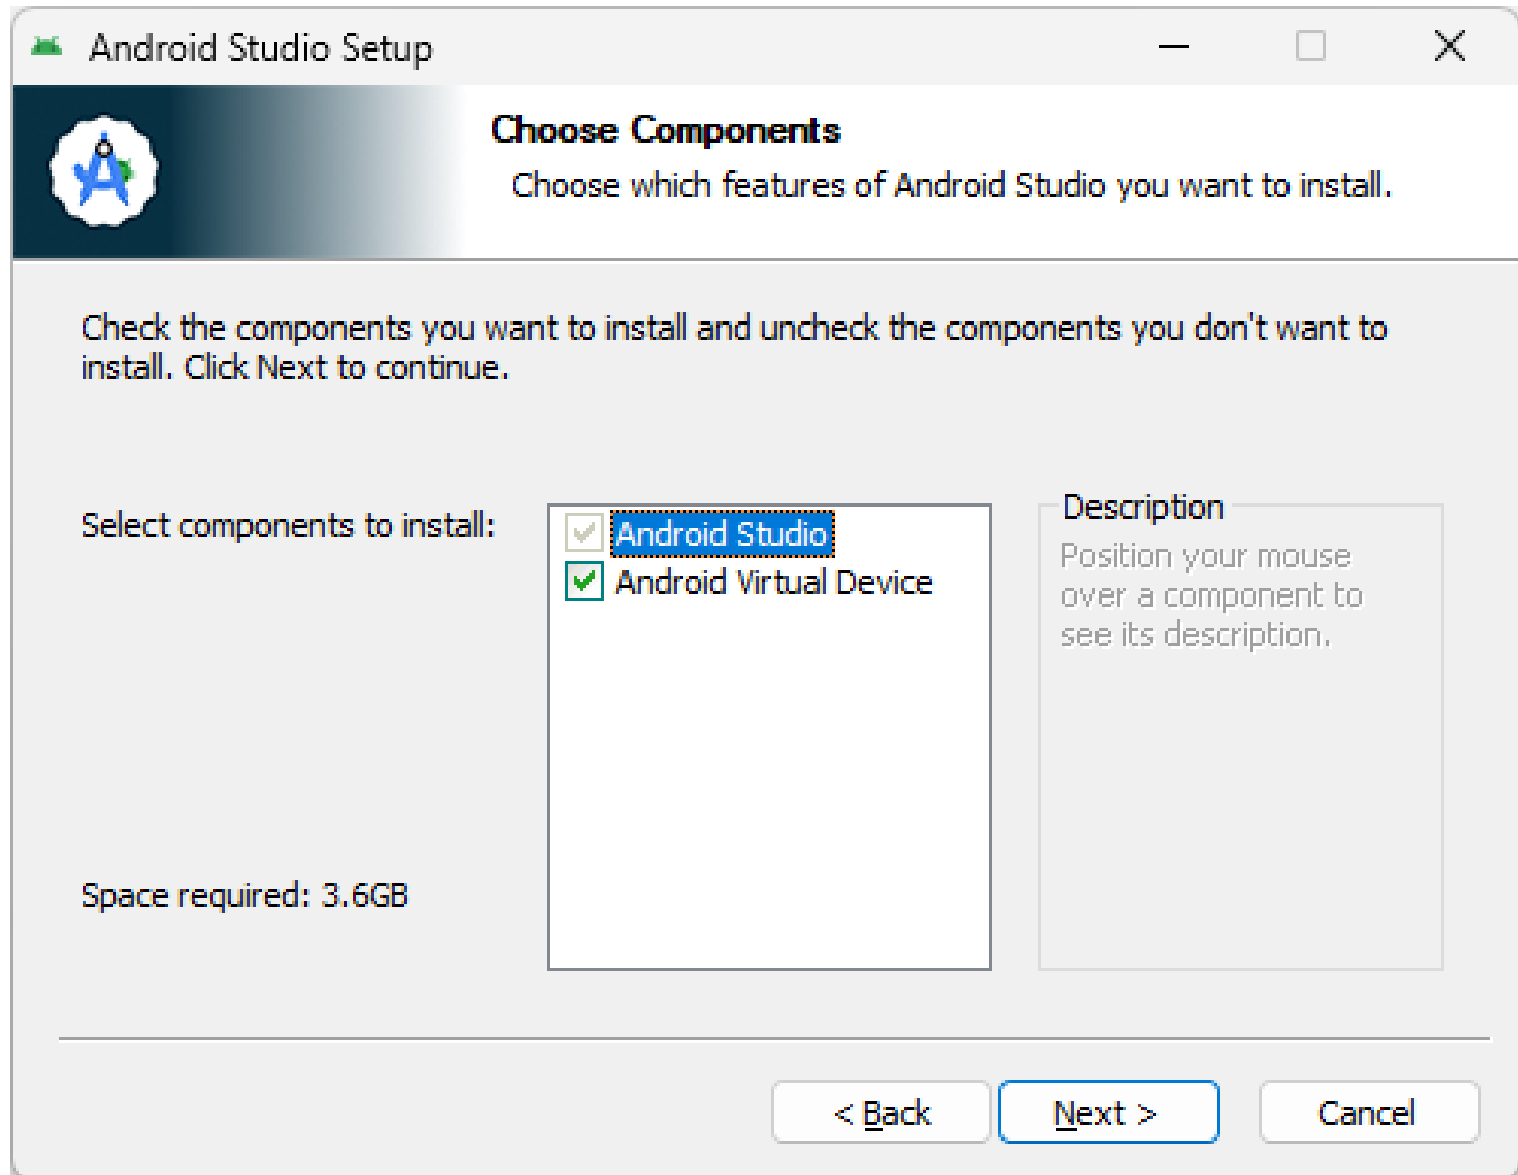 Android Studio Setup
Choose Components
Choose which features of Android Studio you want to install.
Check the components you want to install and uncheck the components you don't want to
install. Click Next to continue.
Select components to install:
Android Studio
Android Virtual Device
Description
Position your mouse
over a component to
see its description.
Space required: 3.6GB
< Back
Next >
Cancel